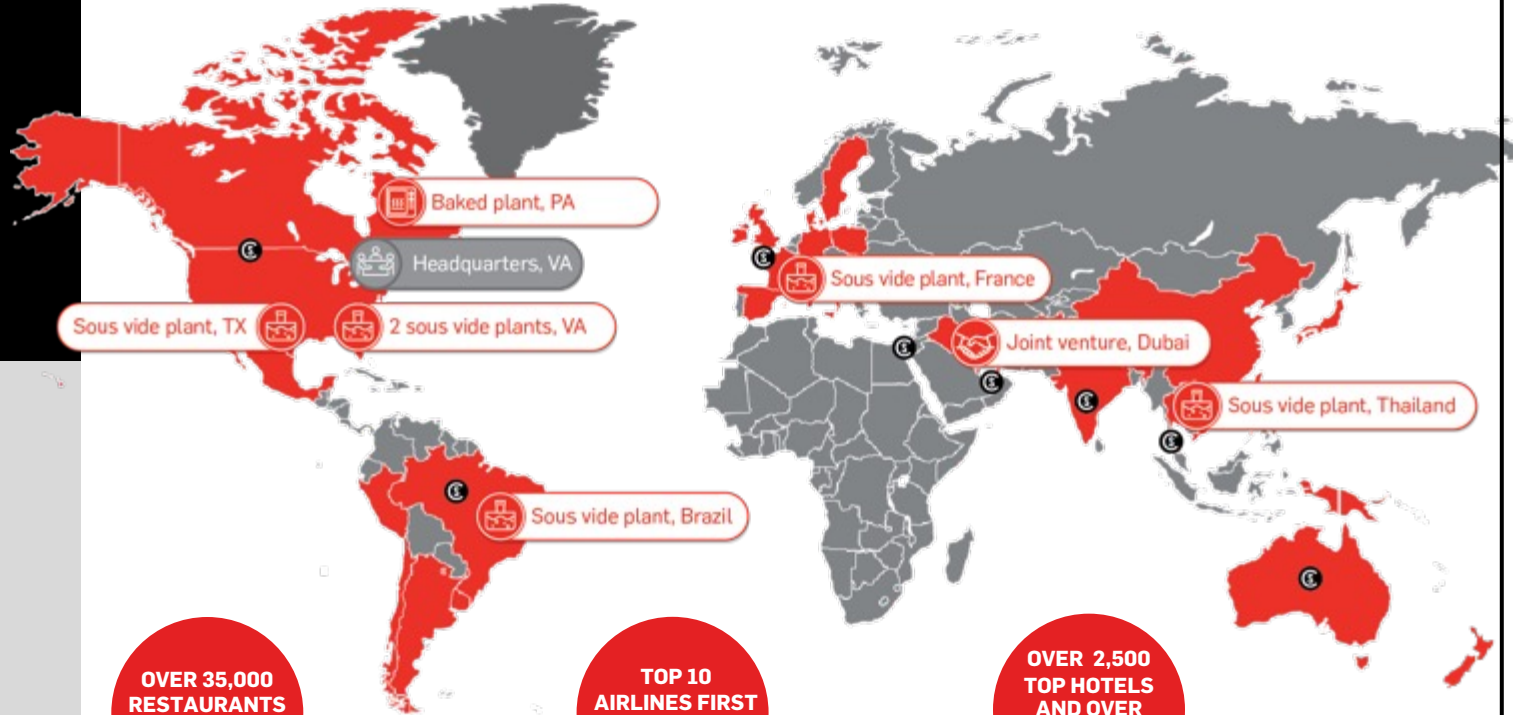 Baked plant, PA
Headquarters, VA
Sous vide plant, TX
2 sous vide plants, VA
Sous vide plant, France
Joint venture, Dubai
Sous vide plant, Thailand
Sous vide plant, Brazil
OVER 35,000
RESTAURANTS
TOP 10
AIRLINES FIRST
OVER 2,500
TOP HOTELS
AND OVER